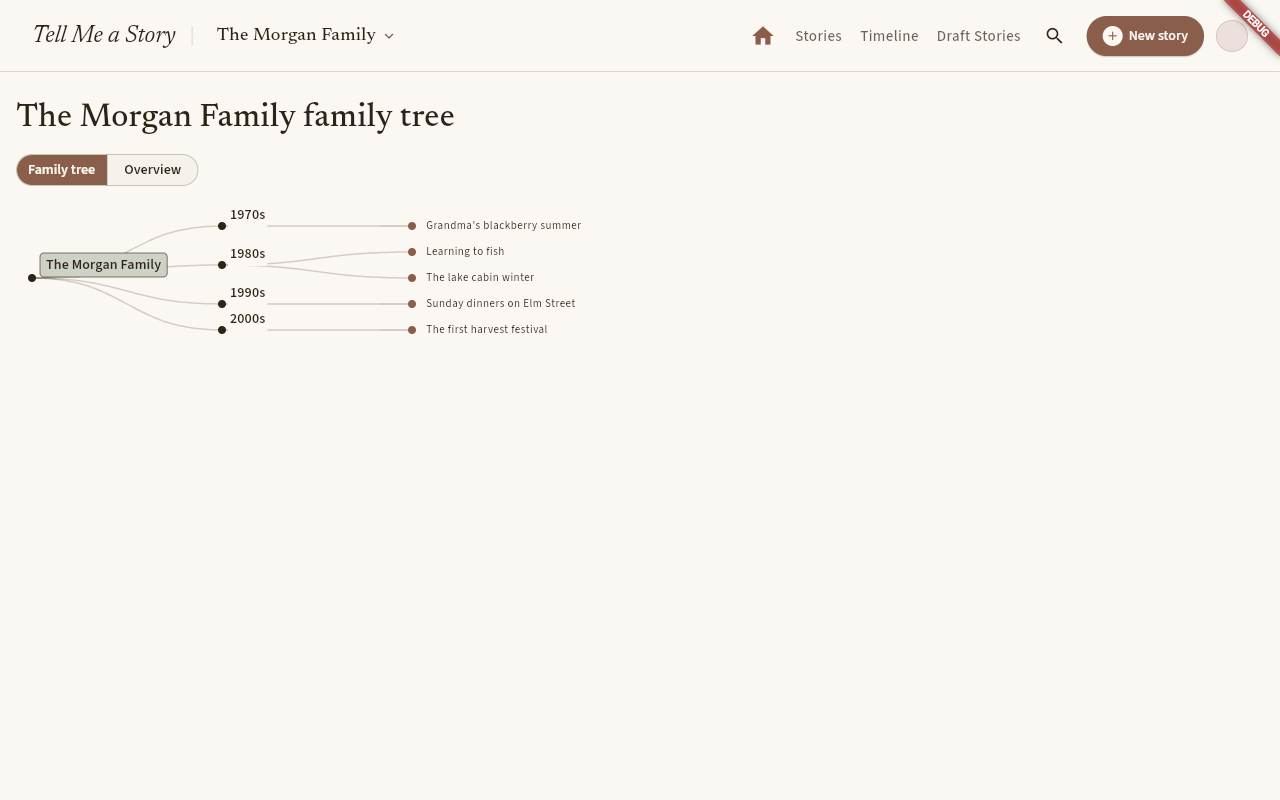 Tell Me a Story
The Morgan Family
Stories
Timeline
Draft Stories
New story
DEBUG
The Morgan Family family tree
Family tree
Overview
1970s
Grandma's blackberry summer
1980s
Learning to fish
The Morgan Family
The lake cabin winter
1990s
Sunday dinners on Elm Street
2000s
The first harvest festival